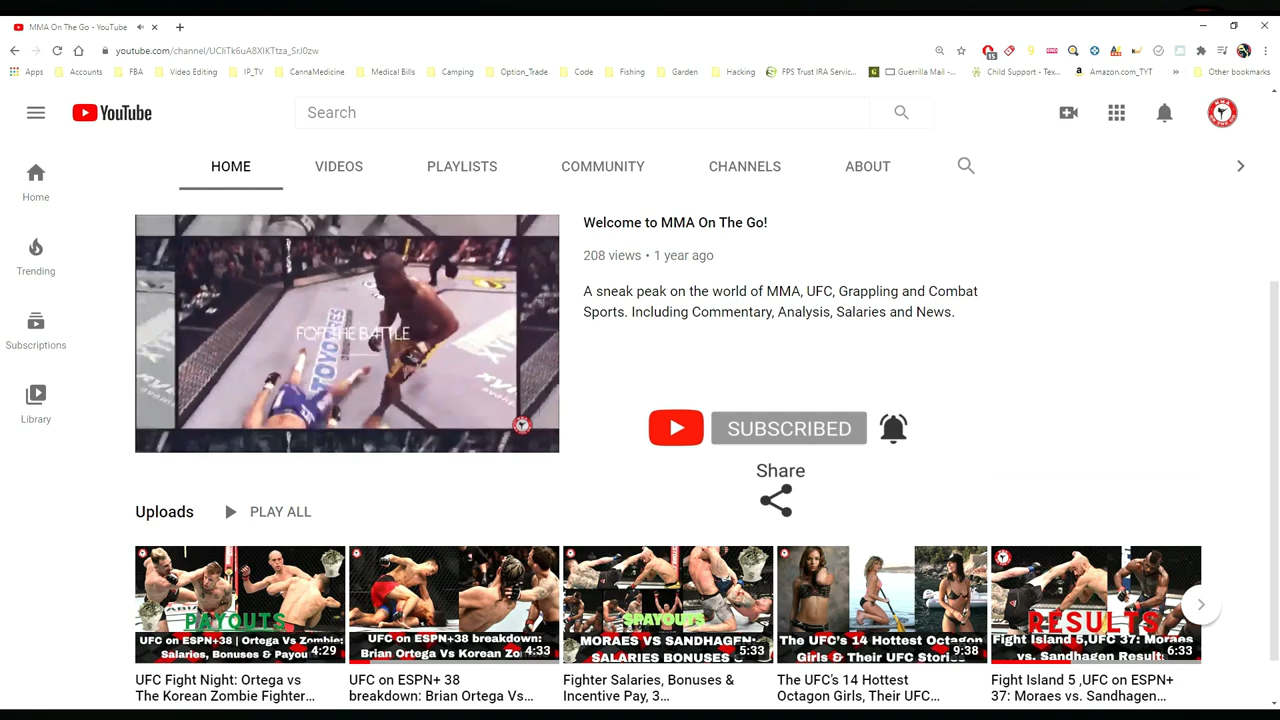 MMA On The Go - YouTube
youtube.com/channel/UCIiTk6uA8XIKTtza_SrJ0zw
15
Apps Accounts FBA Video Editing IP_TV CannaMedicine Medical Bills Camping Option_Trade Code Fishing Garden Hacking FPS Trust IRA Servic... Guerrilla Mail -... Child Support - Tex... Amazon.com_TYT » Other bookmarks
YouTube
Search
HOME VIDEOS PLAYLISTS COMMUNITY CHANNELS ABOUT
Home
Trending
Subscriptions
Library
FOR THE BATTLE
TOYO TIRES
Welcome to MMA On The Go!
208 views • 1 year ago
A sneak peak on the world of MMA, UFC, Grappling and Combat
Sports. Including Commentary, Analysis, Salaries and News.
SUBSCRIBED
Share
Uploads PLAY ALL
PAYOUTS
UFC on ESPN+38 | Ortega Vs Zombie:
Salaries, Bonuses & Payou
4:29
UFC Fight Night: Ortega vs
The Korean Zombie Fighter...
UFC on ESPN+38 breakdown:
Brian Ortega Vs Korean Zo
4:33
UFC on ESPN+ 38
breakdown: Brian Ortega Vs...
$PAYOUTS
MORAES VS SANDHAGEN:
SALARIES BONUSES &
5:33
Fighter Salaries, Bonuses &
Incentive Pay, 3...
The UFC's 14 Hottest Octagon
Girls & Their UFC Stories
9:38
The UFC's 14 Hottest
Octagon Girls, Their UFC...
RESULTS
Fight Island 5,UFC 37: Moraes
vs. Sandhagen Results
6:33
Fight Island 5 ,UFC on ESPN+
37: Moraes vs. Sandhagen...